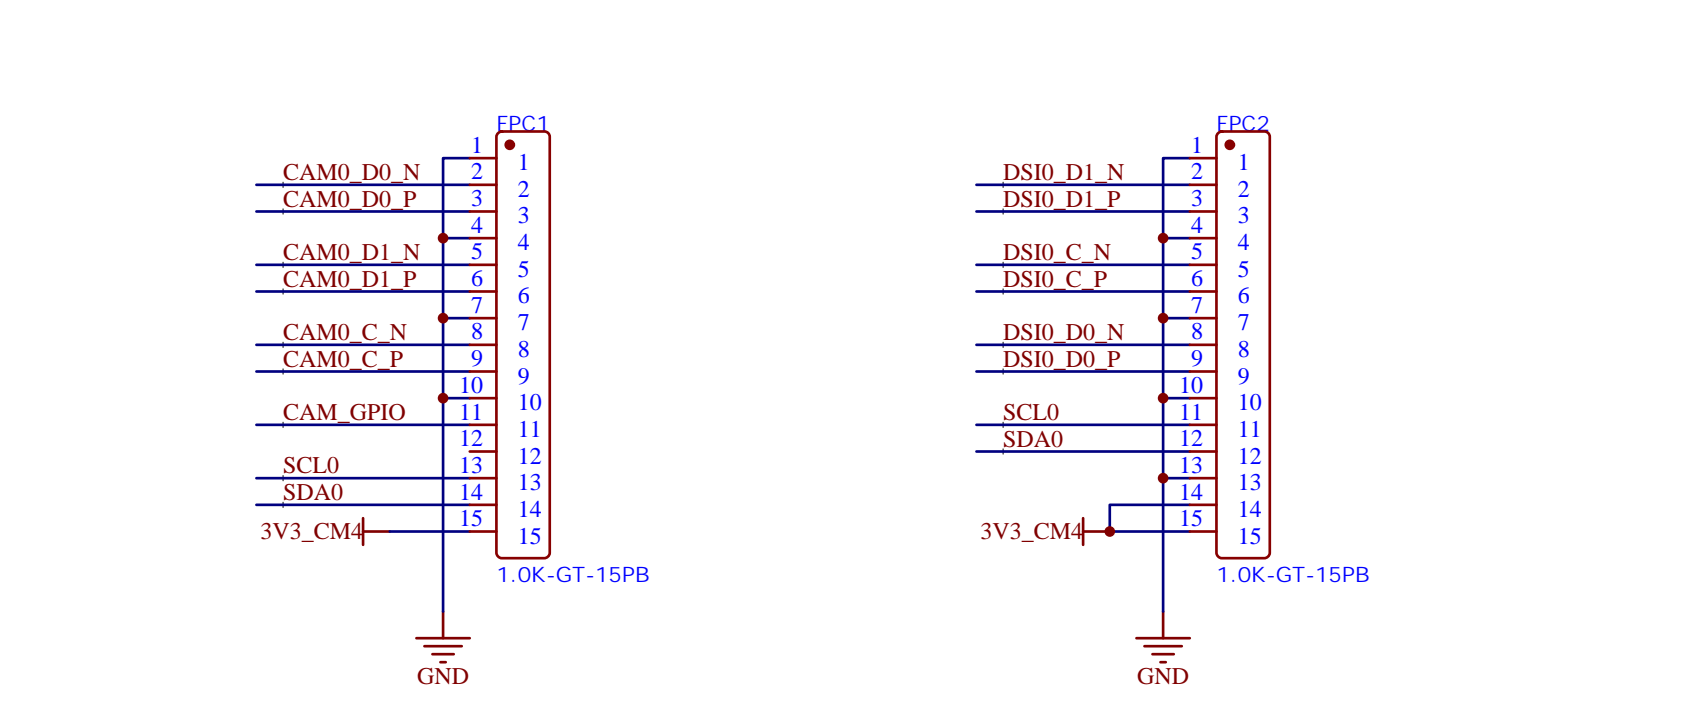 FPC1
1
1
CAM0_D0_N
2
2
CAM0_D0_P
3
3
4
4
CAM0_D1_N
5
5
CAM0_D1_P
6
6
7
7
CAM0_C_N
8
8
CAM0_C_P
9
9
10
10
CAM_GPIO
11
11
12
12
SCL0
13
13
SDA0
14
14
3V3_CM4
15
15
1.0K-GT-15PB
GND
FPC2
1
1
DSI0_D1_N
2
2
DSI0_D1_P
3
3
4
4
DSI0_C_N
5
5
DSI0_C_P
6
6
7
7
DSI0_D0_N
8
8
DSI0_D0_P
9
9
10
10
SCL0
11
11
SDA0
12
12
13
13
14
14
3V3_CM4
15
15
1.0K-GT-15PB
GND